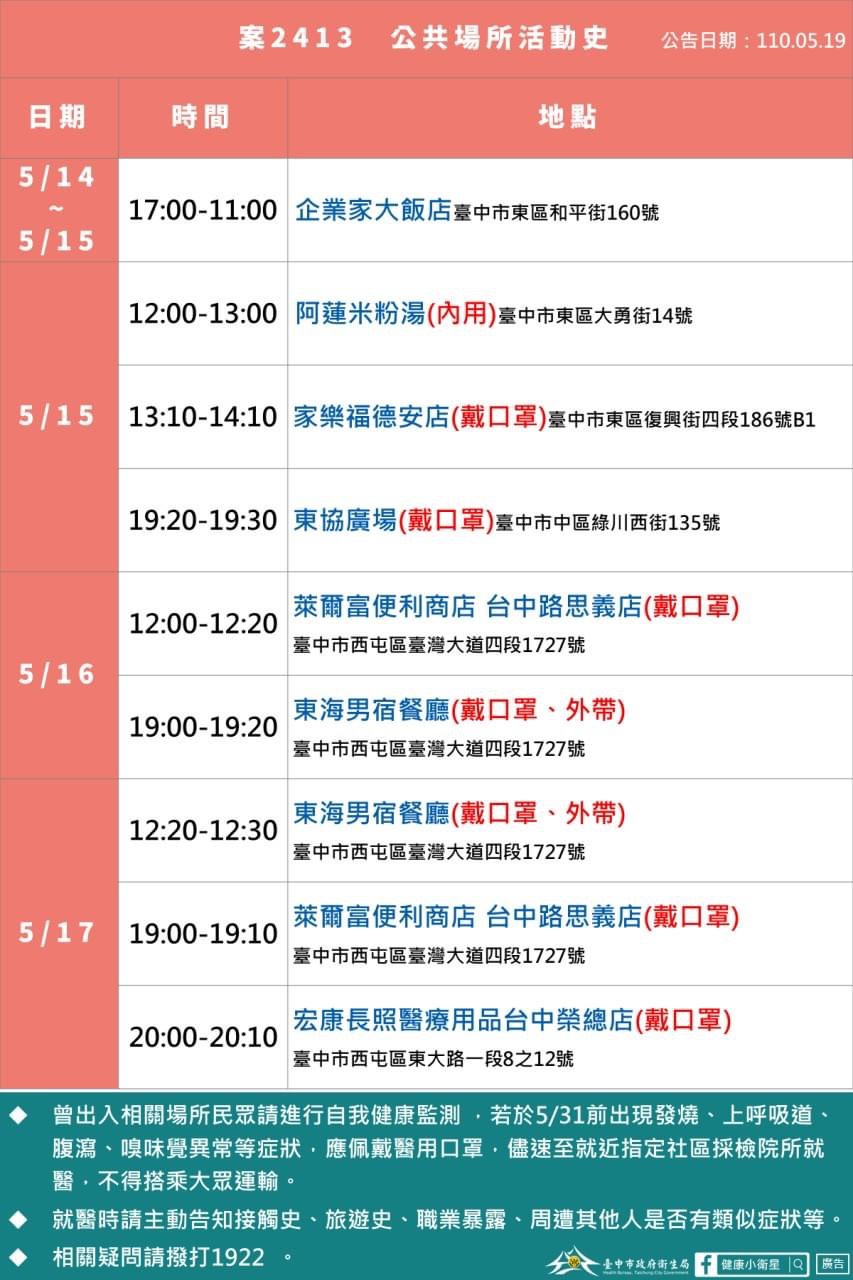 案2413 公共場所活動史 公告日期：110.05.19
日期 時間 地點
5/14
~
5/15
17:00-11:00 企業家大飯店臺中市東區和平街160號
5/15
12:00-13:00 阿蓮米粉湯(內用)臺中市東區大勇街14號
13:10-14:10 家樂福德安店(戴口罩)臺中市東區復興街四段186號B1
19:20-19:30 東協廣場(戴口罩)臺中市中區綠川西街135號
5/16
12:00-12:20 萊爾富便利商店 台中路思義店(戴口罩)
臺中市西屯區臺灣大道四段1727號
19:00-19:20 東海男宿餐廳(戴口罩、外帶)
臺中市西屯區臺灣大道四段1727號
5/17
12:20-12:30 東海男宿餐廳(戴口罩、外帶)
臺中市西屯區臺灣大道四段1727號
19:00-19:10 萊爾富便利商店 台中路思義店(戴口罩)
臺中市西屯區臺灣大道四段1727號
20:00-20:10 宏康長照醫療用品台中榮總店(戴口罩)
臺中市西屯區東大路一段8之12號
◆ 曾出入相關場所民眾請進行自我健康監測，若於5/31前出現發燒、上呼吸道、
腹瀉、嗅味覺異常等症狀，應佩戴醫用口罩，儘速至就近指定社區採檢院所就
醫，不得搭乘大眾運輸。
◆ 就醫時請主動告知接觸史、旅遊史、職業暴露、周遭其他人是否有類似症狀等。
◆ 相關疑問請撥打1922 。
臺中市政府衛生局
Health Bureau, Taichung City Government
健康小衛星
廣告